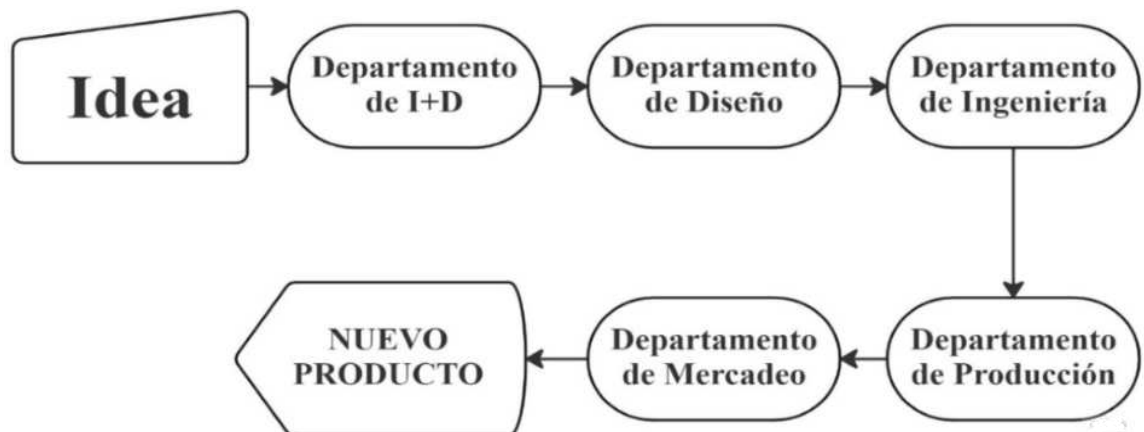 Idea
Departamento
de I+D
Departamento
de Diseño
Departamento
de Ingeniería
Departamento
de Producción
Departamento
de Mercadeo
NUEVO
PRODUCTO